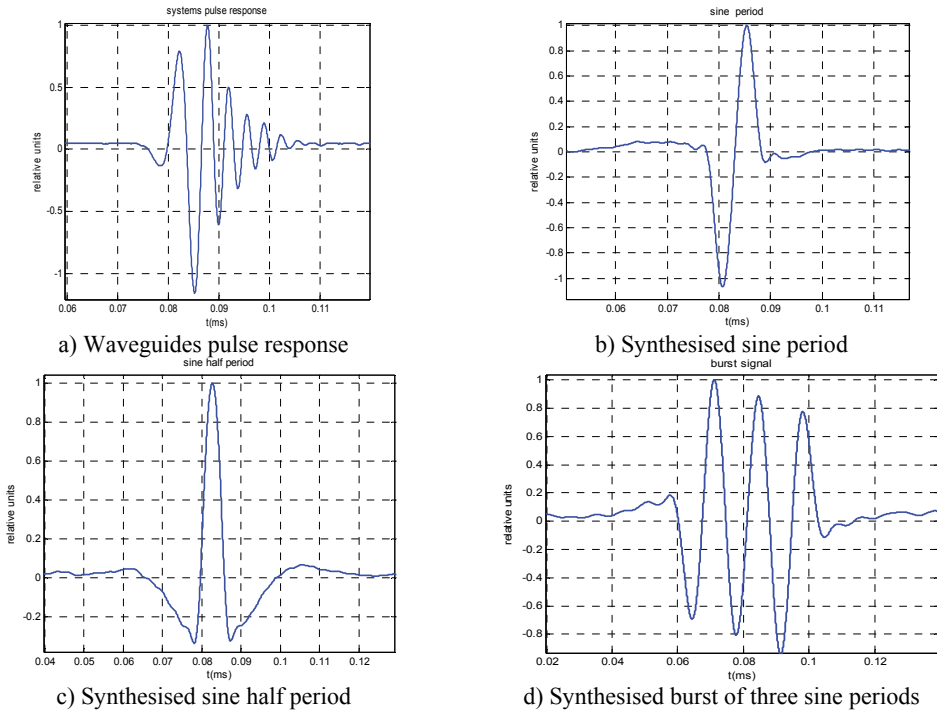 systems pulse response
1
0.5
0
-0.5
-1
relative units
0.06 0.07 0.08 0.09 0.1 0.11
t(ms)
a) Waveguides pulse response
sine period
1
0.8
0.6
0.4
0.2
0
-0.2
-0.4
-0.6
-0.8
-1
relative units
0.06 0.07 0.08 0.09 0.1 0.11
t(ms)
b) Synthesised sine period
sine half period
1
0.8
0.6
0.4
0.2
0
-0.2
relative units
0.04 0.05 0.06 0.07 0.08 0.09 0.1 0.11 0.12
t(ms)
c) Synthesised sine half period
burst signal
1
0.8
0.6
0.4
0.2
0
-0.2
-0.4
-0.6
-0.8
relative units
0.02 0.04 0.06 0.08 0.1 0.12
t(ms)
d) Synthesised burst of three sine periods